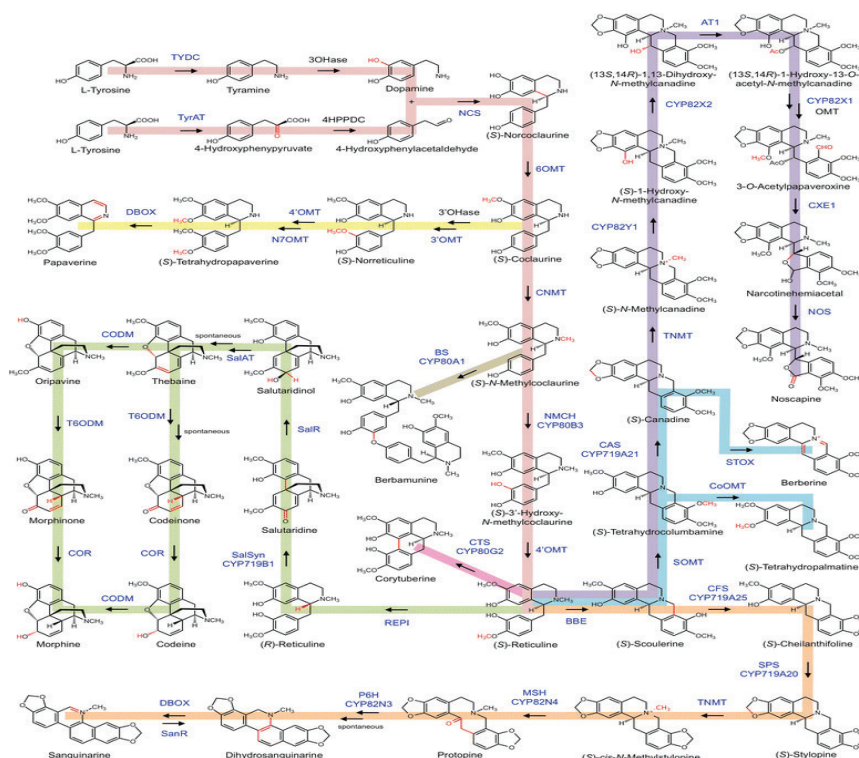 TYDC
3OHase
L-Tyrosine
Tyramine
Dopamine
TyrAT
4HPPDC
NCS
L-Tyrosine
4-Hydroxyphenypyruvate
4-Hydroxyphenylacetaldehyde
(S)-Norcoclaurine
6OMT
DBOX
4'OMT
N7OMT
3'OHase
3'OMT
Papaverine
(S)-Tetrahydropapaverine
(S)-Norreticuline
(S)-Coclaurine
CNMT
CODM
spontaneous
SalAT
Oripavine
Thebaine
Salutaridinol
BS
CYP80A1
(S)-N-Methylcoclaurine
T6ODM
T6ODM
spontaneous
SalR
Berbamunine
NMCH
CYP80B3
Morphinone
Codeinone
Salutaridine
(S)-3'-Hydroxy-
N-methylcoclaurine
COR
COR
SalSyn
CYP719B1
CTS
CYP80G2
Corytuberine
4'OMT
CODM
REPI
BBE
Morphine
Codeine
(R)-Reticuline
(S)-Reticuline
(S)-Scoulerine
(S)-Cheilanthifoline
SOMT
CFS
CYP719A25
SPS
CYP719A20
DBOX
SanR
P6H
CYP82N3
spontaneous
MSH
CYP82N4
TNMT
Sanguinarine
Dihydrosanguinarine
Protopine
(S)-cis-N-Methylstylopine
(S)-Stylopine
AT1
(13S,14R)-1,13-Dihydroxy-
N-methylcanadine
(13S,14R)-1-Hydroxy-13-O-
acetyl-N-methylcanadine
CYP82X2
CYP82X1
OMT
(S)-1-Hydroxy-
N-methylcanadine
3-O-Acetylpapaveroxine
CYP82Y1
CXE1
(S)-N-Methylcanadine
Narcotinehemiacetal
TNMT
NOS
(S)-Canadine
Noscapine
CAS
CYP719A21
STOX
Berberine
CoOMT
(S)-Tetrahydrocolumbamine
(S)-Tetrahydropalmatine